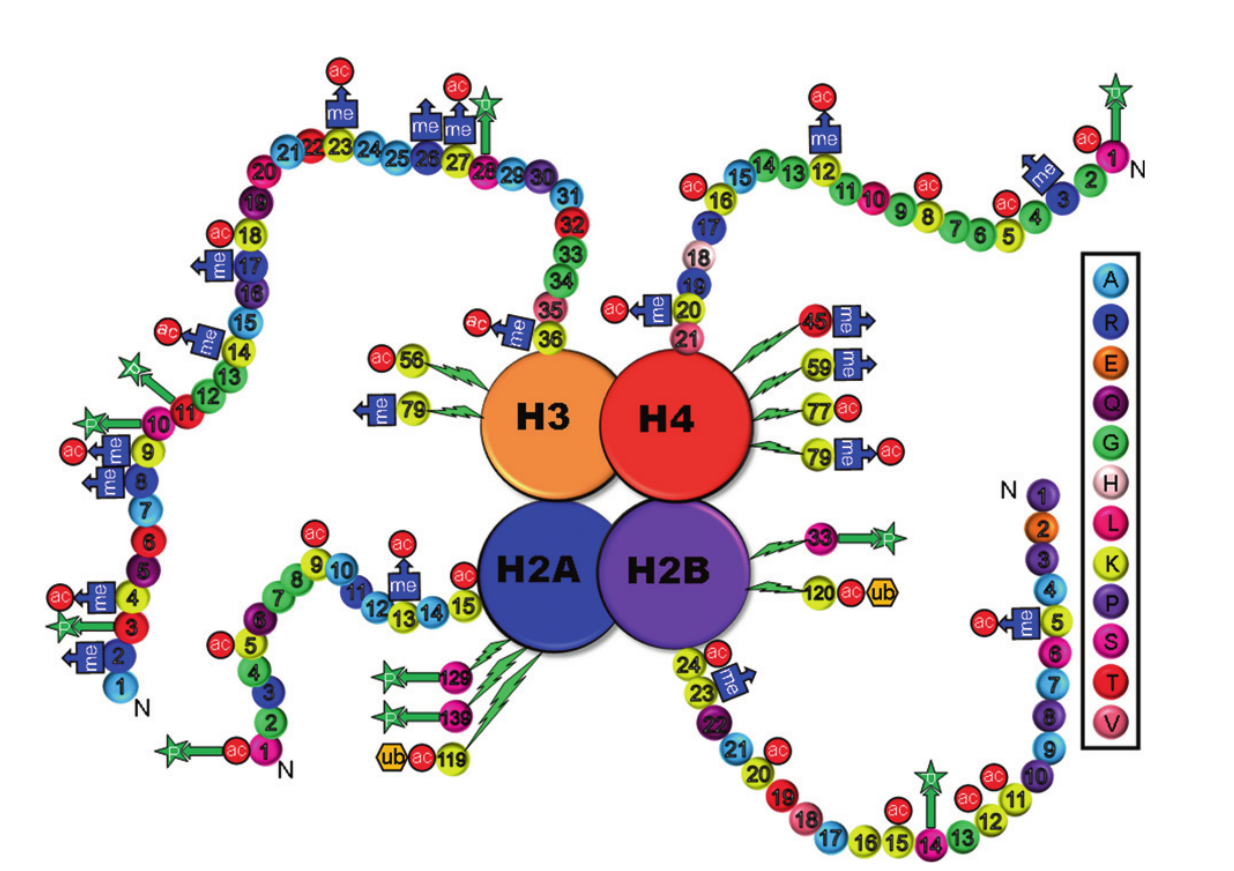 ac
ac me me ac P
me
21 22 23 24 25 26 27 28 29 30 31 32 33 34 35 36
20
19
ac 18
me 17
16
15
ac me 14
13
12
P 11
P 10
ac me 9
me 8
7
6
5
ac me 4
P 3
me 2
1
N
ac me
ac 56
me 79
H3
ac me
12
13
14
15
ac 16
17
18
19
ac me 20
21
11
10
9
ac 8
7
6
ac 5
4
me 3
2
P ac 1
N
H4
45 me
59 me
77 ac
79 me ac
H2A
ac 9
10
11
12
ac me 13
14
ac 15
8
7
6
ac 5
4
3
2
P ac 1
N
P 129
P 139
ub ac 119
H2B
33 P
120 ac ub
N 1
2
3
4
ac me 5
6
7
8
9
10
ac 11
ac 12
13
P 14
ac 15
16
17
18
19
ac 20
21
22
23 me
24 ac
A
R
E
Q
G
H
L
K
P
S
T
V